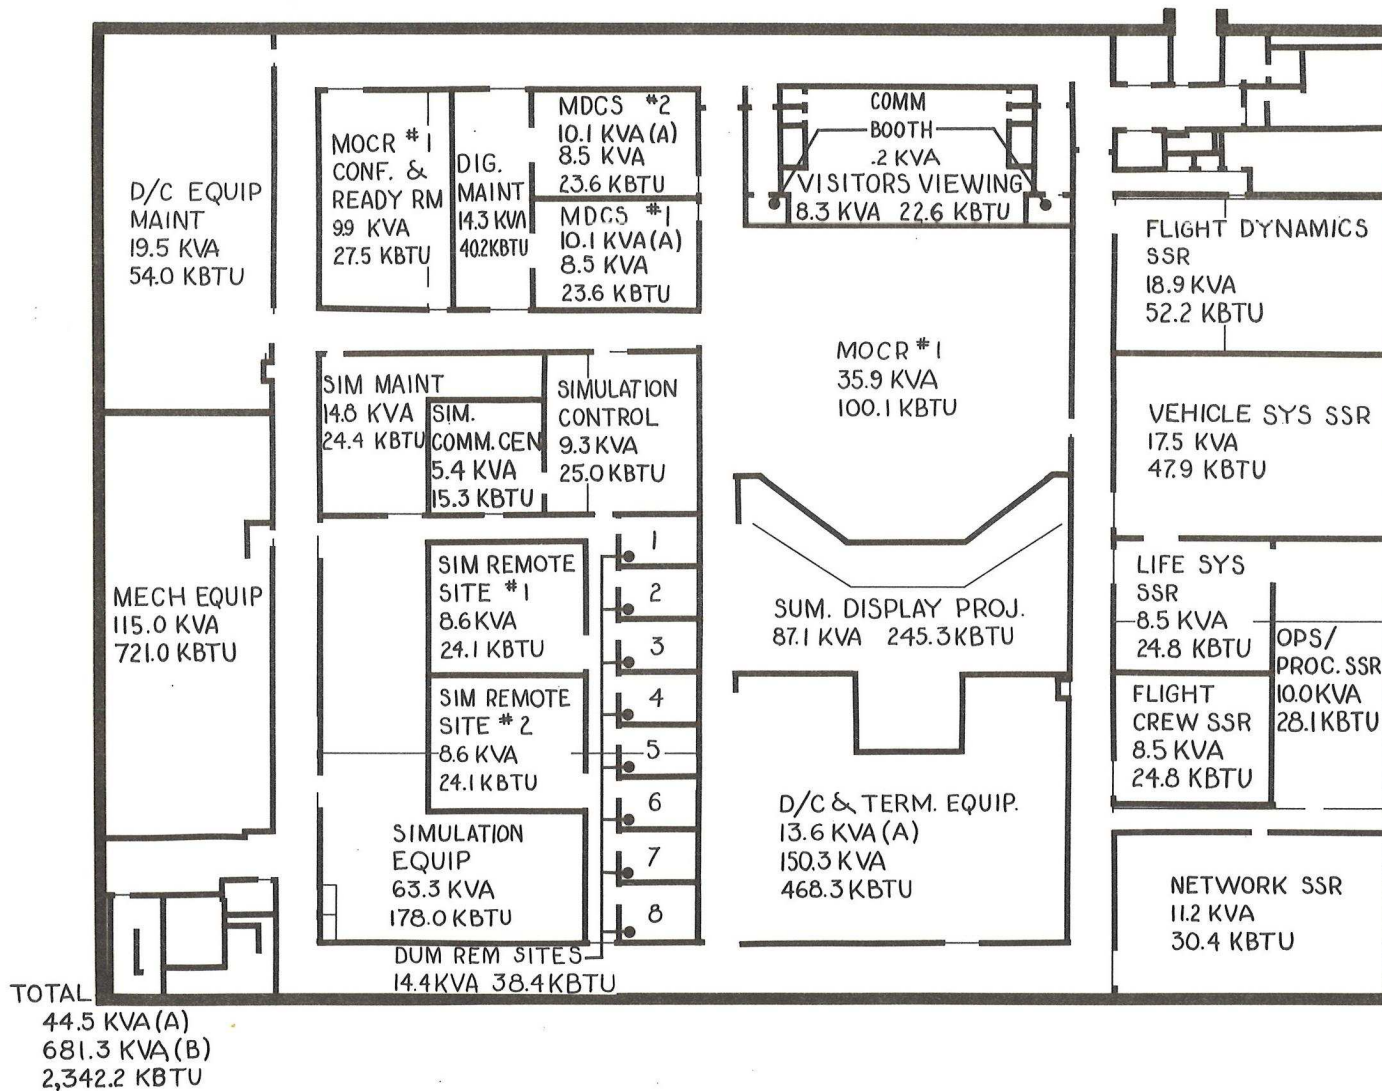 D/C EQUIP
MAINT
19.5 KVA
54.0 KBTU
MOCR #1
CONF. &
READY RM
9.9 KVA
27.5 KBTU
DIG.
MAINT
14.3 KVA
40.2KBTU
MDCS #2
10.1 KVA(A)
8.5 KVA
23.6 KBTU
MDCS #1
10.1 KVA(A)
8.5 KVA
23.6 KBTU
COMM
BOOTH
.2 KVA
VISITORS VIEWING
8.3 KVA 22.6 KBTU
FLIGHT DYNAMICS
SSR
18.9 KVA
52.2 KBTU
MOCR #1
35.9 KVA
100.1 KBTU
SIM MAINT
14.8 KVA
24.4 KBTU
SIM.
COMM.CEN
5.4 KVA
15.3 KBTU
SIMULATION
CONTROL
9.3 KVA
25.0 KBTU
VEHICLE SYS SSR
17.5 KVA
47.9 KBTU
MECH EQUIP
115.0 KVA
721.0 KBTU
SIM REMOTE
SITE #1
8.6 KVA
24.1 KBTU
SIM REMOTE
SITE #2
8.6 KVA
24.1 KBTU
1
2
3
4
5
6
7
8
SUM. DISPLAY PROJ.
87.1 KVA 245.3KBTU
LIFE SYS
SSR
8.5 KVA
24.8 KBTU
OPS/
PROC. SSR
10.0KVA
28.1 KBTU
FLIGHT
CREW SSR
8.5 KVA
24.8 KBTU
SIMULATION
EQUIP
63.3 KVA
178.0 KBTU
D/C & TERM. EQUIP.
13.6 KVA(A)
150.3 KVA
468.3 KBTU
NETWORK SSR
11.2 KVA
30.4 KBTU
DUM REM SITES
14.4KVA 38.4KBTU
TOTAL
44.5 KVA(A)
681.3 KVA(B)
2,342.2 KBTU